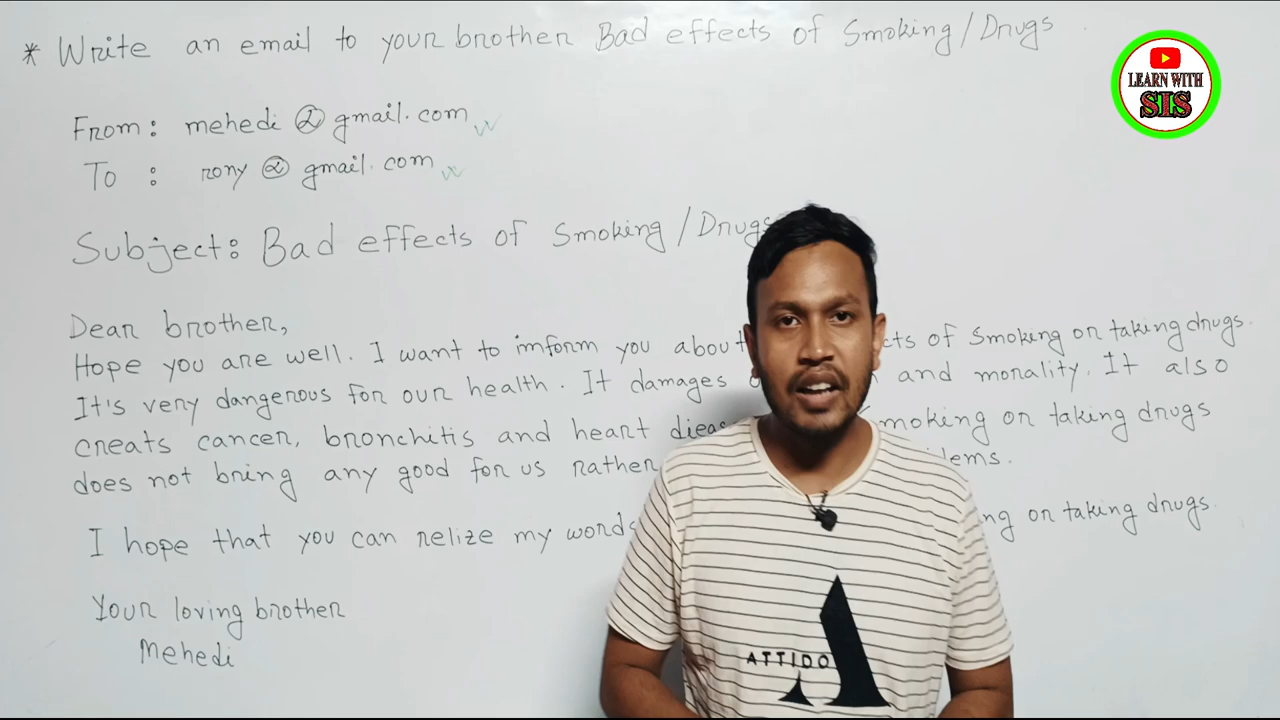 * Write an email to your brother Bad effects of Smoking/Drugs.
LEARN WITH
SIS
From: mehedi @ gmail.com
To : rony @ gmail.com
Subject: Bad effects of Smoking/Drugs
Dear brother,
Hope you are well. I want to imform you about cts of Smoking or taking drugs.
It's very dangerous for our health. It damages and morality. It also
creats cancer, bronchitis and heart dieas moking or taking drugs
does not bring any good for us rather blems.
I hope that you can relize my words ng or taking drugs.
Your loving brother
Mehedi
ATTIDO